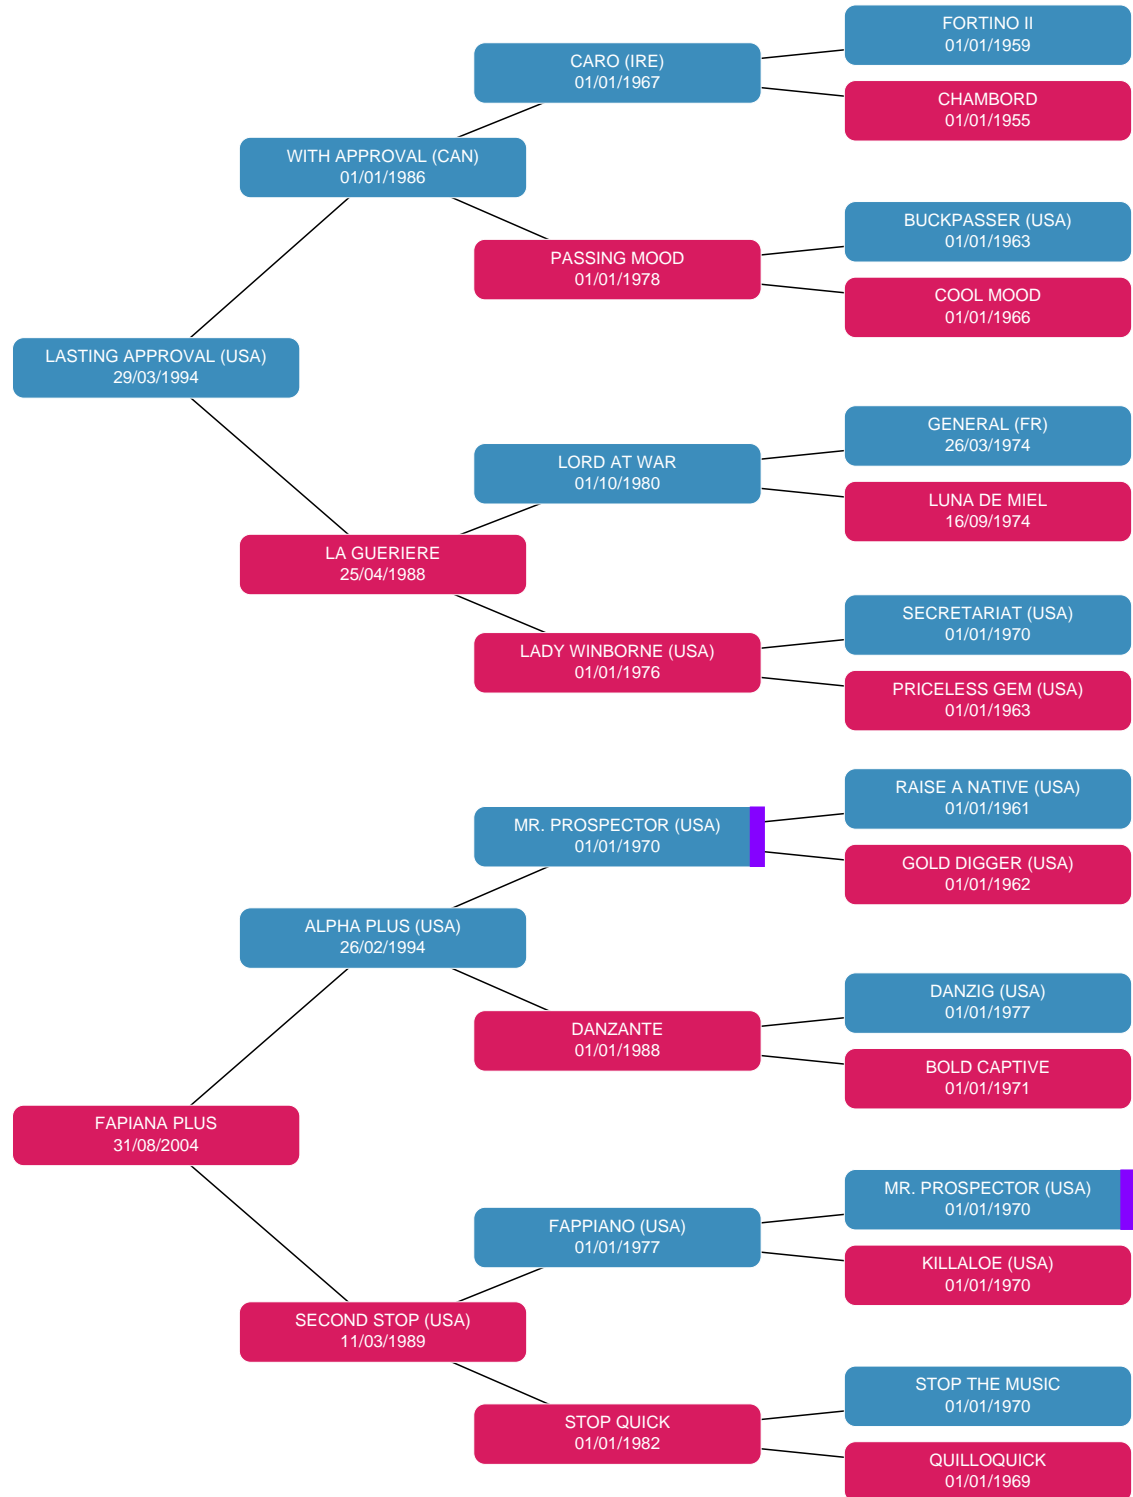 FORTINO II
01/01/1959
CARO (IRE)
01/01/1967
CHAMBORD
01/01/1955
WITH APPROVAL (CAN)
01/01/1986
BUCKPASSER (USA)
01/01/1963
PASSING MOOD
01/01/1978
COOL MOOD
01/01/1966
LASTING APPROVAL (USA)
29/03/1994
GENERAL (FR)
26/03/1974
LORD AT WAR
01/10/1980
LUNA DE MIEL
16/09/1974
LA GUERIERE
25/04/1988
SECRETARIAT (USA)
01/01/1970
LADY WINBORNE (USA)
01/01/1976
PRICELESS GEM (USA)
01/01/1963
RAISE A NATIVE (USA)
01/01/1961
MR. PROSPECTOR (USA)
01/01/1970
GOLD DIGGER (USA)
01/01/1962
ALPHA PLUS (USA)
26/02/1994
DANZIG (USA)
01/01/1977
DANZANTE
01/01/1988
BOLD CAPTIVE
01/01/1971
FAPIANA PLUS
31/08/2004
MR. PROSPECTOR (USA)
01/01/1970
FAPPIANO (USA)
01/01/1977
KILLALOE (USA)
01/01/1970
SECOND STOP (USA)
11/03/1989
STOP THE MUSIC
01/01/1970
STOP QUICK
01/01/1982
QUILLOQUICK
01/01/1969